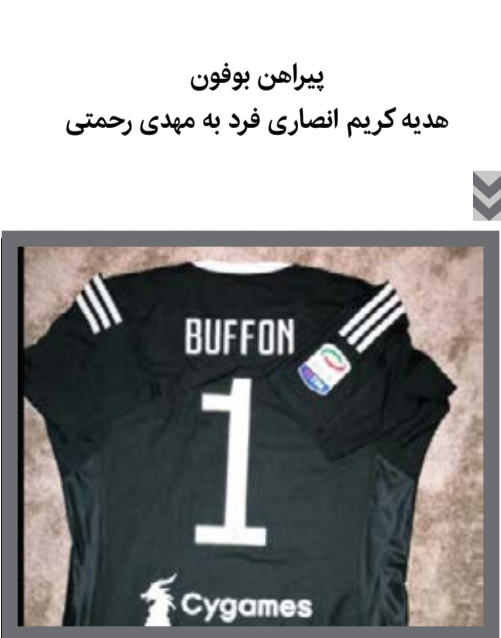 پیراهن بوفون
هدیه کریم انصاری فرد به مهدی رحمتی
BUFFON
1
Cygames